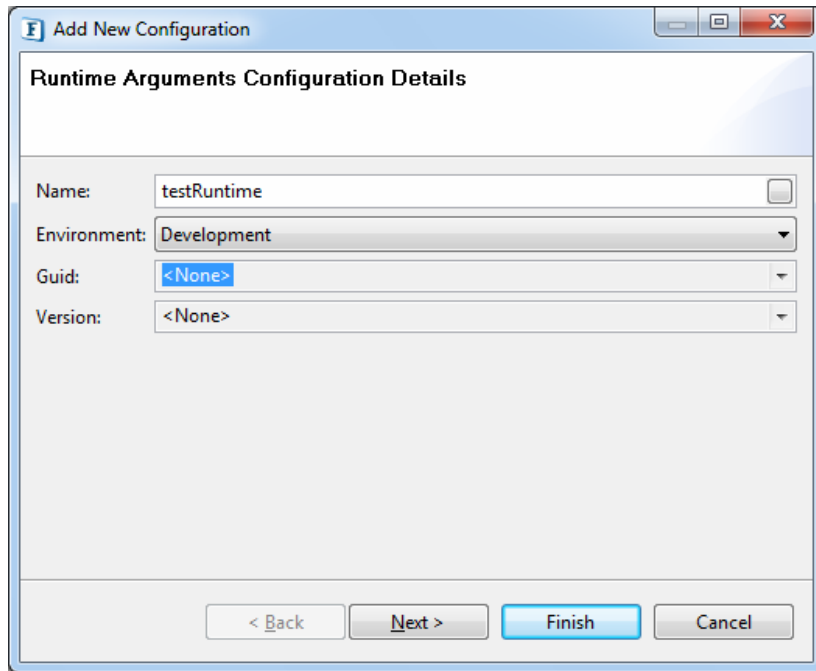 Add New Configuration
Runtime Arguments Configuration Details
Name: testRuntime
Environment: Development
Guid: <None>
Version: <None>
< Back Next > Finish Cancel